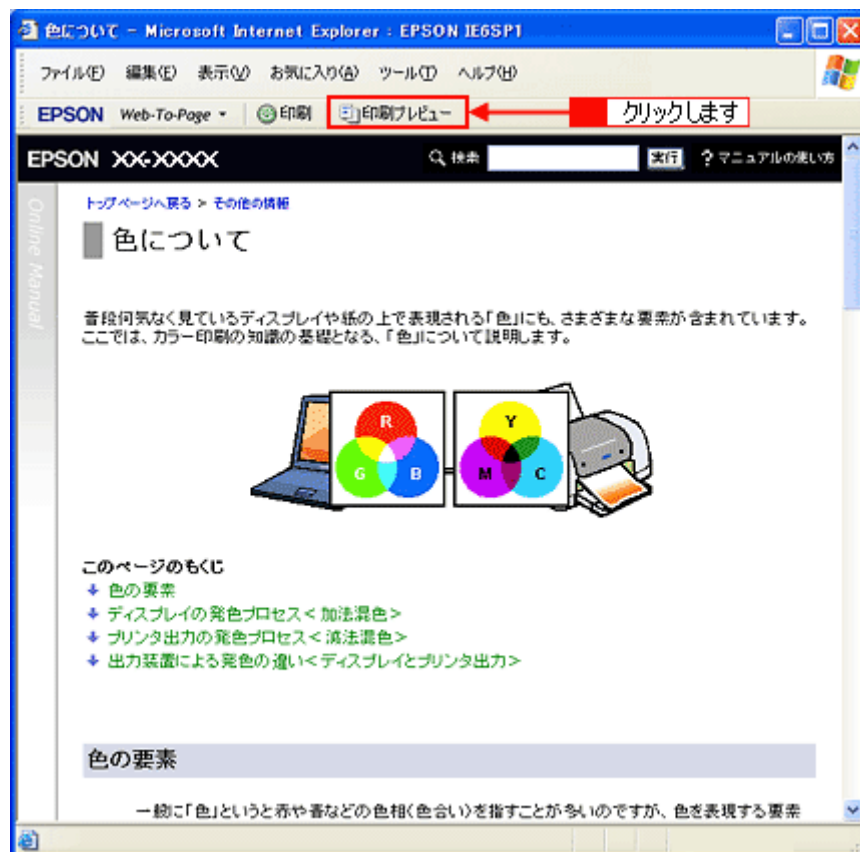 色について - Microsoft Internet Explorer : EPSON IE6SP1
ファイル(F) 編集(E) 表示(V) お気に入り(A) ツール(T) ヘルプ(H)
EPSON Web-To-Page 印刷 印刷プレビュー クリックします
EPSON XX-XXXX 検索 実行 ?マニュアルの使い方
Online Manual
トップページへ戻る > その他の情報
色について
普段何気なく見ているディスプレイや紙の上で表現される「色」にも、さまざまな要素が含まれています。
ここでは、カラー印刷の知識の基礎となる、「色」について説明します。
R Y
G B M C
このページのもくじ
色の要素
ディスプレイの発色プロセス<加法混色>
プリンタ出力の発色プロセス<減法混色>
出力装置による発色の違い<ディスプレイとプリンタ出力>
色の要素
一般に「色」というと赤や青などの色相(色合い)を指すことが多いのですが、色を表現する要素